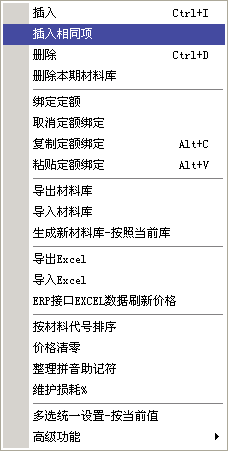 插入 Ctrl+I
插入相同项
删除 Ctrl+D
删除本期材料库
绑定定额
取消定额绑定
复制定额绑定 Alt+C
粘贴定额绑定 Alt+V
导出材料库
导入材料库
生成新材料库-按照当前库
导出Excel
导入Excel
ERP接口EXCEL数据刷新价格
按材料代号排序
价格清零
整理拼音助记符
维护损耗%
多选统一设置-按当前值
高级功能